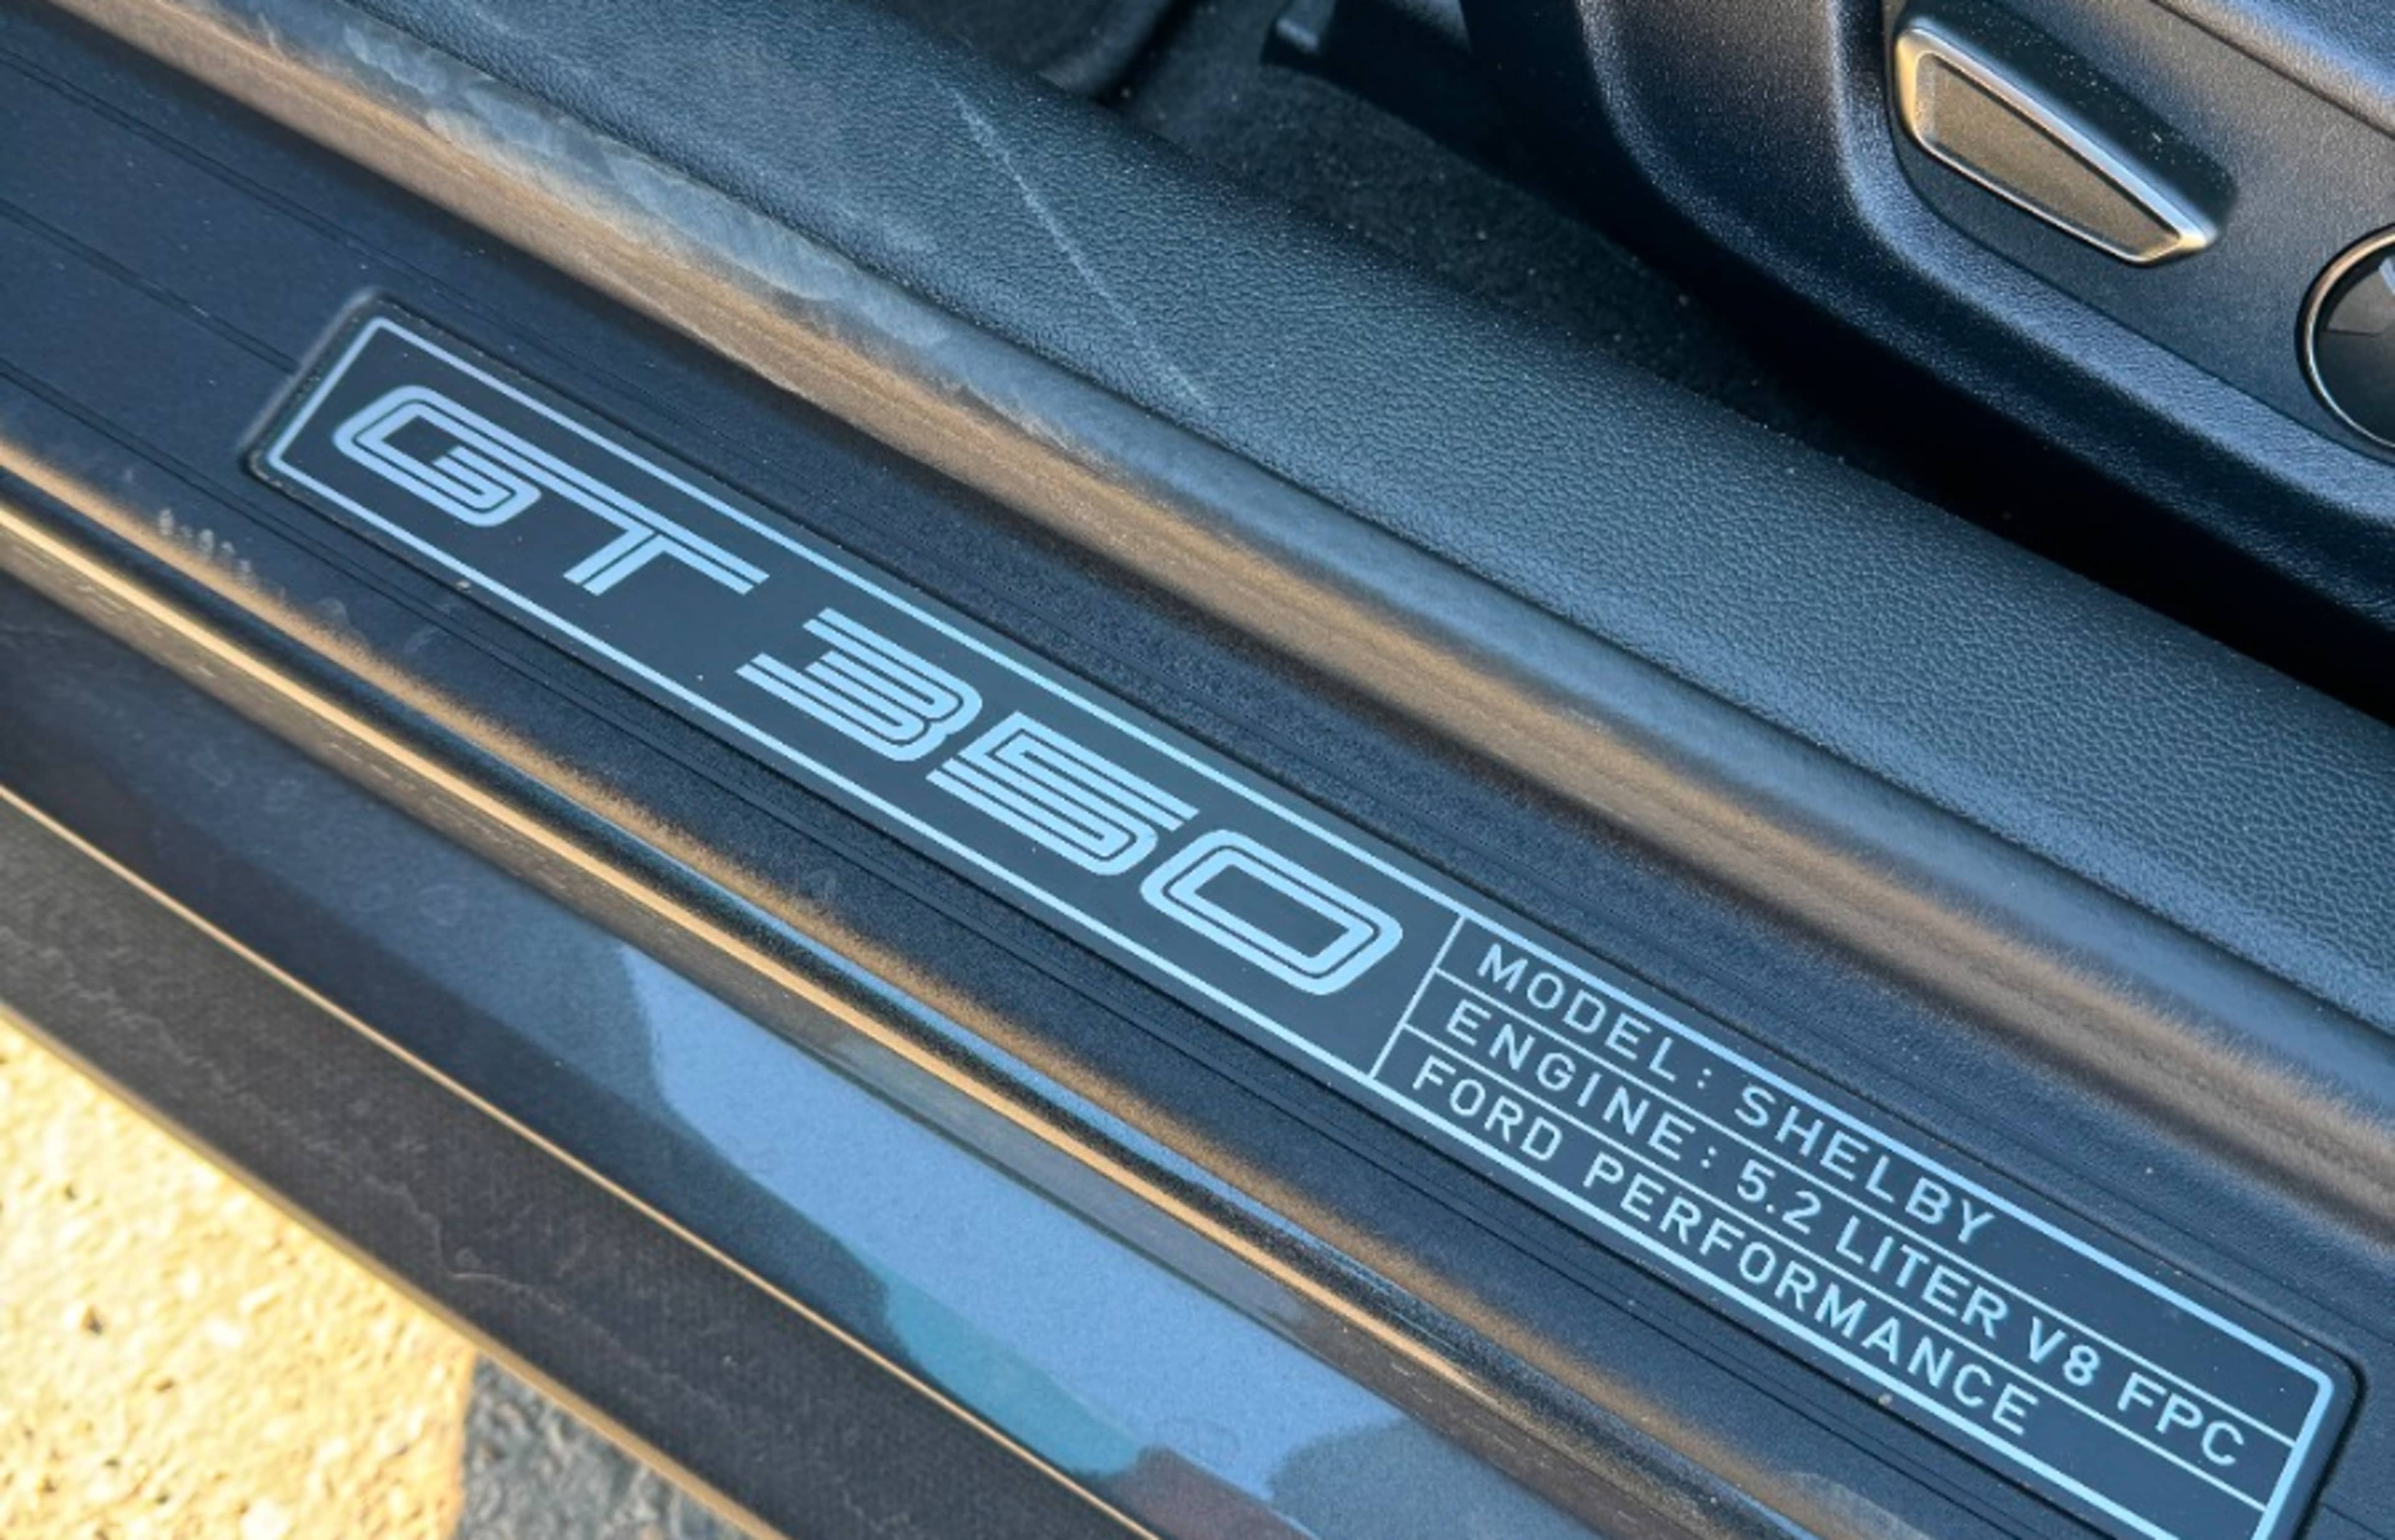 GT350
MODEL: SHELBY
ENGINE: 5.2 LITER V8 FPC
FORD PERFORMANCE